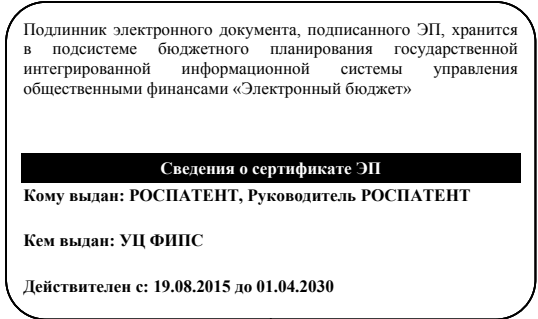 Подлинник электронного документа, подписанного ЭП, хранится
в подсистеме бюджетного планирования государственной
интегрированной информационной системы управления
общественными финансами «Электронный бюджет»
Сведения о сертификате ЭП
Кому выдан: РОСПАТЕНТ, Руководитель РОСПАТЕНТ
Кем выдан: УЦ ФИПС
Действителен с: 19.08.2015 до 01.04.2030